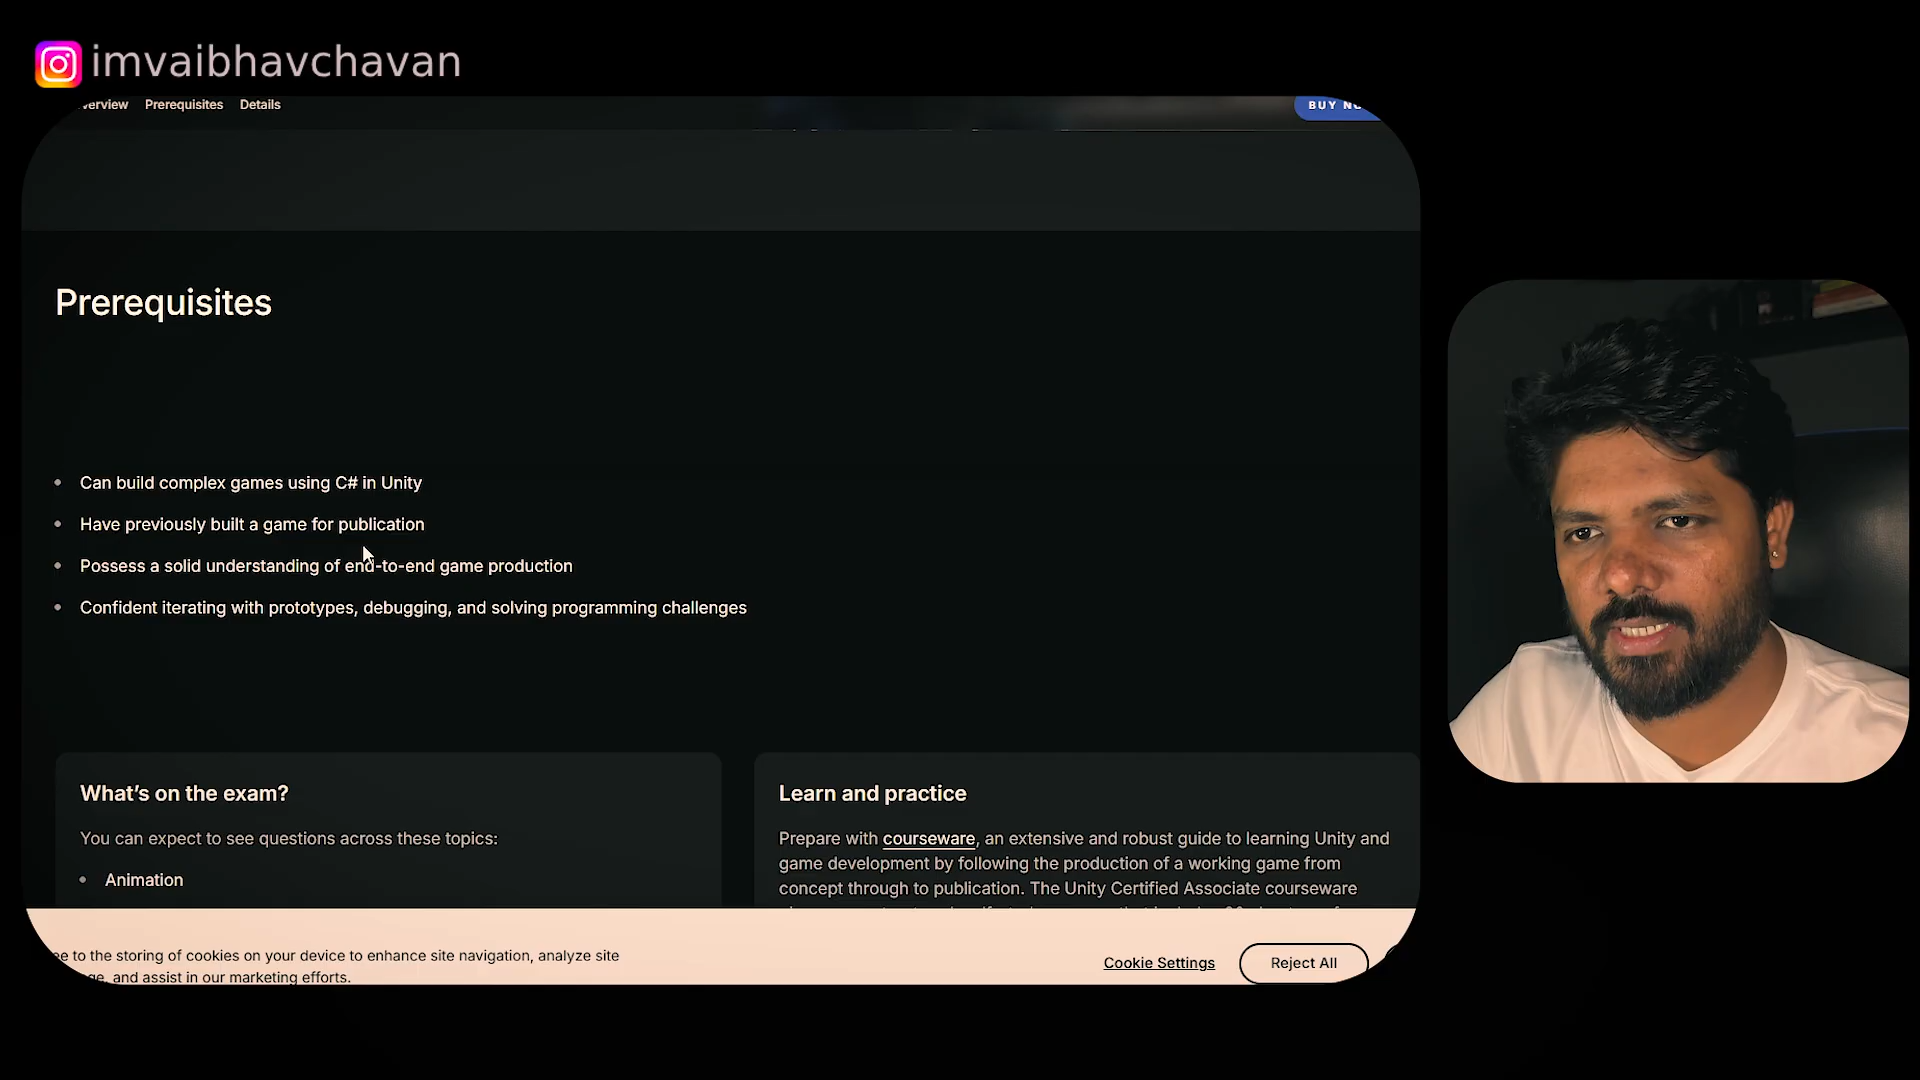 imvaibhavchavan
Prerequisites
Details
BUY
Prerequisites
Can build complex games using C# in Unity
Have previously built a game for publication
Possess a solid understanding of end-to-end game production
Confident iterating with prototypes, debugging, and solving programming challenges
What's on the exam?
You can expect to see questions across these topics:
Animation
Learn and practice
Prepare with courseware, an extensive and robust guide to learning Unity and
game development by following the production of a working game from
concept through to publication. The Unity Certified Associate courseware
to the storing of cookies on your device to enhance site navigation, analyze site
and assist in our marketing efforts.
Cookie Settings
Reject All